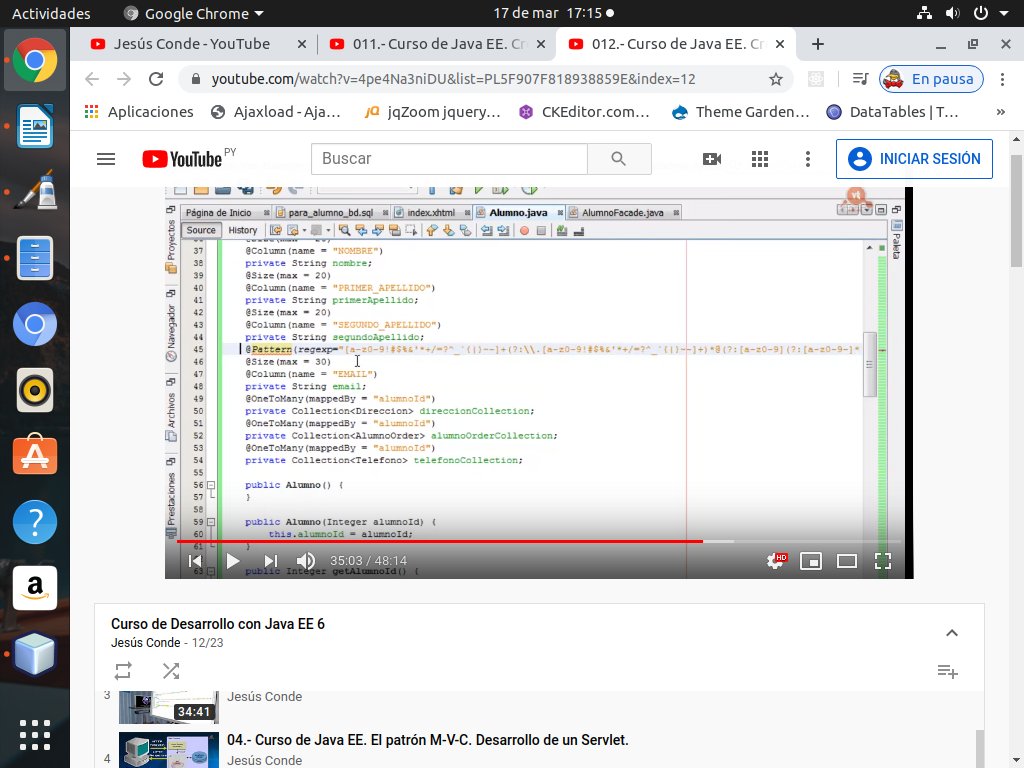 Actividades
Google Chrome
17 de mar 17:15
Jesús Conde - YouTube
011.- Curso de Java EE. Cr
012.- Curso de Java EE. C
youtube.com/watch?v=4pe4Na3niDU&list=PL5F907F818938859E&index=12
En pausa
Aplicaciones
Ajaxload - Aja...
jqZoom jquery...
CKEditor.com...
Theme Garden...
DataTables | T...
»
YouTube PY
Buscar
INICIAR SESIÓN
Página de Inicio
para_alumno_bd.sql
index.xhtml
Alumno.java
AlumnoFacade.java
Source
History
Proyectos
Navegador
Archivos
Prestaciones
Paleta
vt
37 @Column(name = "NOMBRE")
38 private String nombre;
39 @Size(max = 20)
40 @Column(name = "PRIMER_APELLIDO")
41 private String primerApellido;
42 @Size(max = 20)
43 @Column(name = "SEGUNDO_APELLIDO")
44 private String segundoApellido;
45 @Pattern(regexp="[a-z0-9!#$%&'*+/=?^_`{|}~-]+(?:\\.[a-z0-9!#$%&'*+/=?^_`{|}~-]+)*@(?:[a-z0-9](?:[a-z0-9-]*
46 @Size(max = 30)
47 @Column(name = "EMAIL")
48 private String email;
49 @OneToMany(mappedBy = "alumnoId")
50 private Collection<Direccion> direccionCollection;
51 @OneToMany(mappedBy = "alumnoId")
52 private Collection<AlumnoOrder> alumnoOrderCollection;
53 @OneToMany(mappedBy = "alumnoId")
54 private Collection<Telefono> telefonoCollection;
55
56 public Alumno() {
57 }
58
59 public Alumno(Integer alumnoId) {
60 this.alumnoId = alumnoId;
61 }
63 public Integer getAlumnoId() {
35:03 / 48:14
HD
Curso de Desarrollo con Java EE 6
Jesús Conde - 12/23
3
34:41
Jesús Conde
4
04.- Curso de Java EE. El patrón M-V-C. Desarrollo de un Servlet.
Jesús Conde